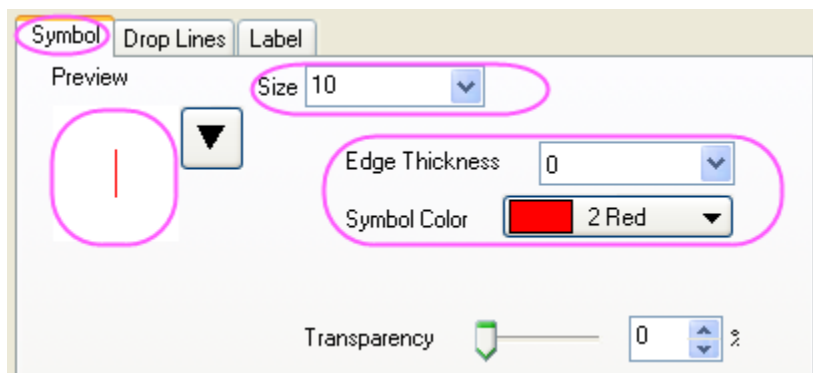 Symbol Drop Lines Label
Preview
Size 10
Edge Thickness 0
Symbol Color 2 Red
Transparency 0 %